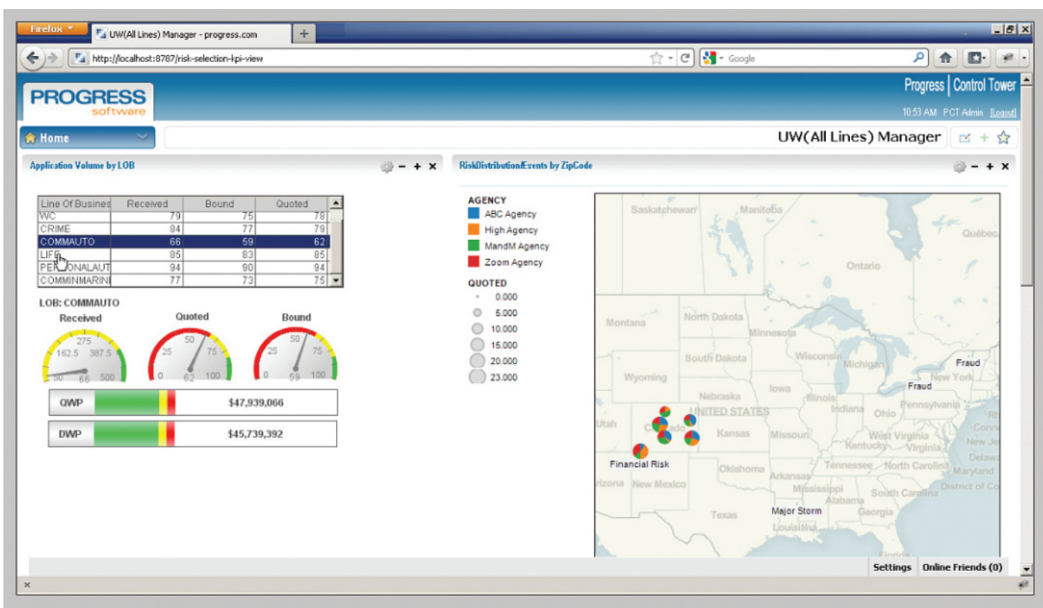 Firefox
UW(All Lines) Manager - progress.com
+
http://localhost:8787/risk-selection-kpi-view
Google
PROGRESS
software
Progress | Control Tower
10:53 AM PCT Admin [Logout]
Home
UW(All Lines) Manager
Application Volume by LOB
Line Of Busines Received Bound Quoted
WC 79 75 78
CRIME 84 77 79
COMMAUTO 66 59 62
LIFE 85 83 85
94 90 94
COMMINMARINE 77 73 75
LOB: COMMAUTO
Received Quoted Bound
275 50 50
162.5 387.5 25 75 25 75
50 66 500 0 62 100 0 59 100
QWP $47,939,066
DWP $45,739,392
RiskDistribution/Events by ZipCode
AGENCY
ABC Agency
High Agency
MandM Agency
Zoom Agency
QUOTED
0.000
5.000
10.000
15.000
20.000
23.000
Saskatchewan Manitoba
Québec
Ontario
Montana North Dakota
Minnesota
South Dakota Wisconsin
Michigan Fraud
Wyoming New York
Fraud
Iowa
Nebraska Illinois Pennsylvania
UNITED STATES Indiana Ohio
Utah Kansas Missouri West Virginia
Kentucky Virginia
Financial Risk
Oklahoma Tennessee North Carolina Maryland
Arkansas
New Mexico District of Co
Mississippi South Carolina
Alabama
Texas Major Storm Georgia
Louisiana
Florida
Settings Online Friends (0)